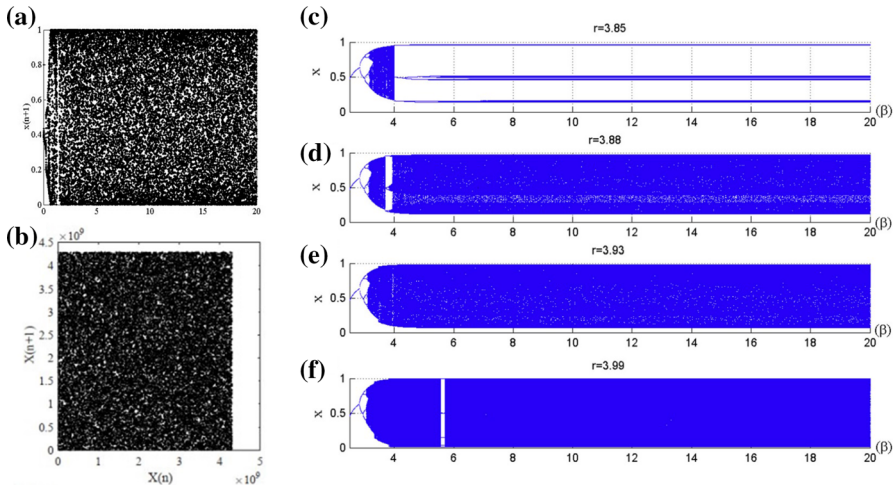 (a)
1
0.8
0.6
0.4
0.2
0
x(n+1)
0 5 10 15 20
(b)
×10⁹
4.5
4
3.5
3
2.5
2
1.5
1
0.5
0
X(n+1)
0 1 2 3 4 5
X(n)
×10⁹
(c)
r=3.85
1
0.5
0
X
4 6 8 10 12 14 16 18 20 (β)
(d)
r=3.88
1
0.5
0
X
4 6 8 10 12 14 16 18 20 (β)
(e)
r=3.93
1
0.5
0
X
4 6 8 10 12 14 16 18 20 (β)
(f)
r=3.99
1
0.5
0
X
4 6 8 10 12 14 16 18 20 (β)